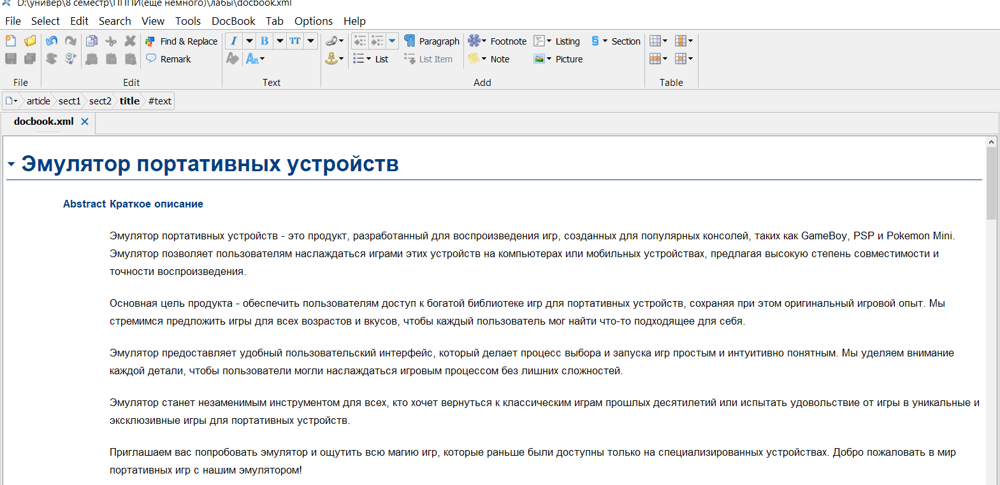 D:\универ\8 семестр\ПППИ(еще немного)\лабы\docbook.xml
File Select Edit Search View Tools DocBook Tab Options Help
Find & Replace I B TT Paragraph Footnote Listing § Section
Remark Aa List List Item Note Picture
File Edit Text Add Table
article sect1 sect2 title #text
docbook.xml
Эмулятор портативных устройств
Abstract Краткое описание
Эмулятор портативных устройств - это продукт, разработанный для воспроизведения игр, созданных для популярных консолей, таких как GameBoy, PSP и Pokemon Mini.
Эмулятор позволяет пользователям наслаждаться играми этих устройств на компьютерах или мобильных устройствах, предлагая высокую степень совместимости и
точности воспроизведения.
Основная цель продукта - обеспечить пользователям доступ к богатой библиотеке игр для портативных устройств, сохраняя при этом оригинальный игровой опыт. Мы
стремимся предложить игры для всех возрастов и вкусов, чтобы каждый пользователь мог найти что-то подходящее для себя.
Эмулятор предоставляет удобный пользовательский интерфейс, который делает процесс выбора и запуска игр простым и интуитивно понятным. Мы уделяем внимание
каждой детали, чтобы пользователи могли наслаждаться игровым процессом без лишних сложностей.
Эмулятор станет незаменимым инструментом для всех, кто хочет вернуться к классическим играм прошлых десятилетий или испытать удовольствие от игры в уникальные и
эксклюзивные игры для портативных устройств.
Приглашаем вас попробовать эмулятор и ощутить всю магию игр, которые раньше были доступны только на специализированных устройствах. Добро пожаловать в мир
портативных игр с нашим эмулятором!